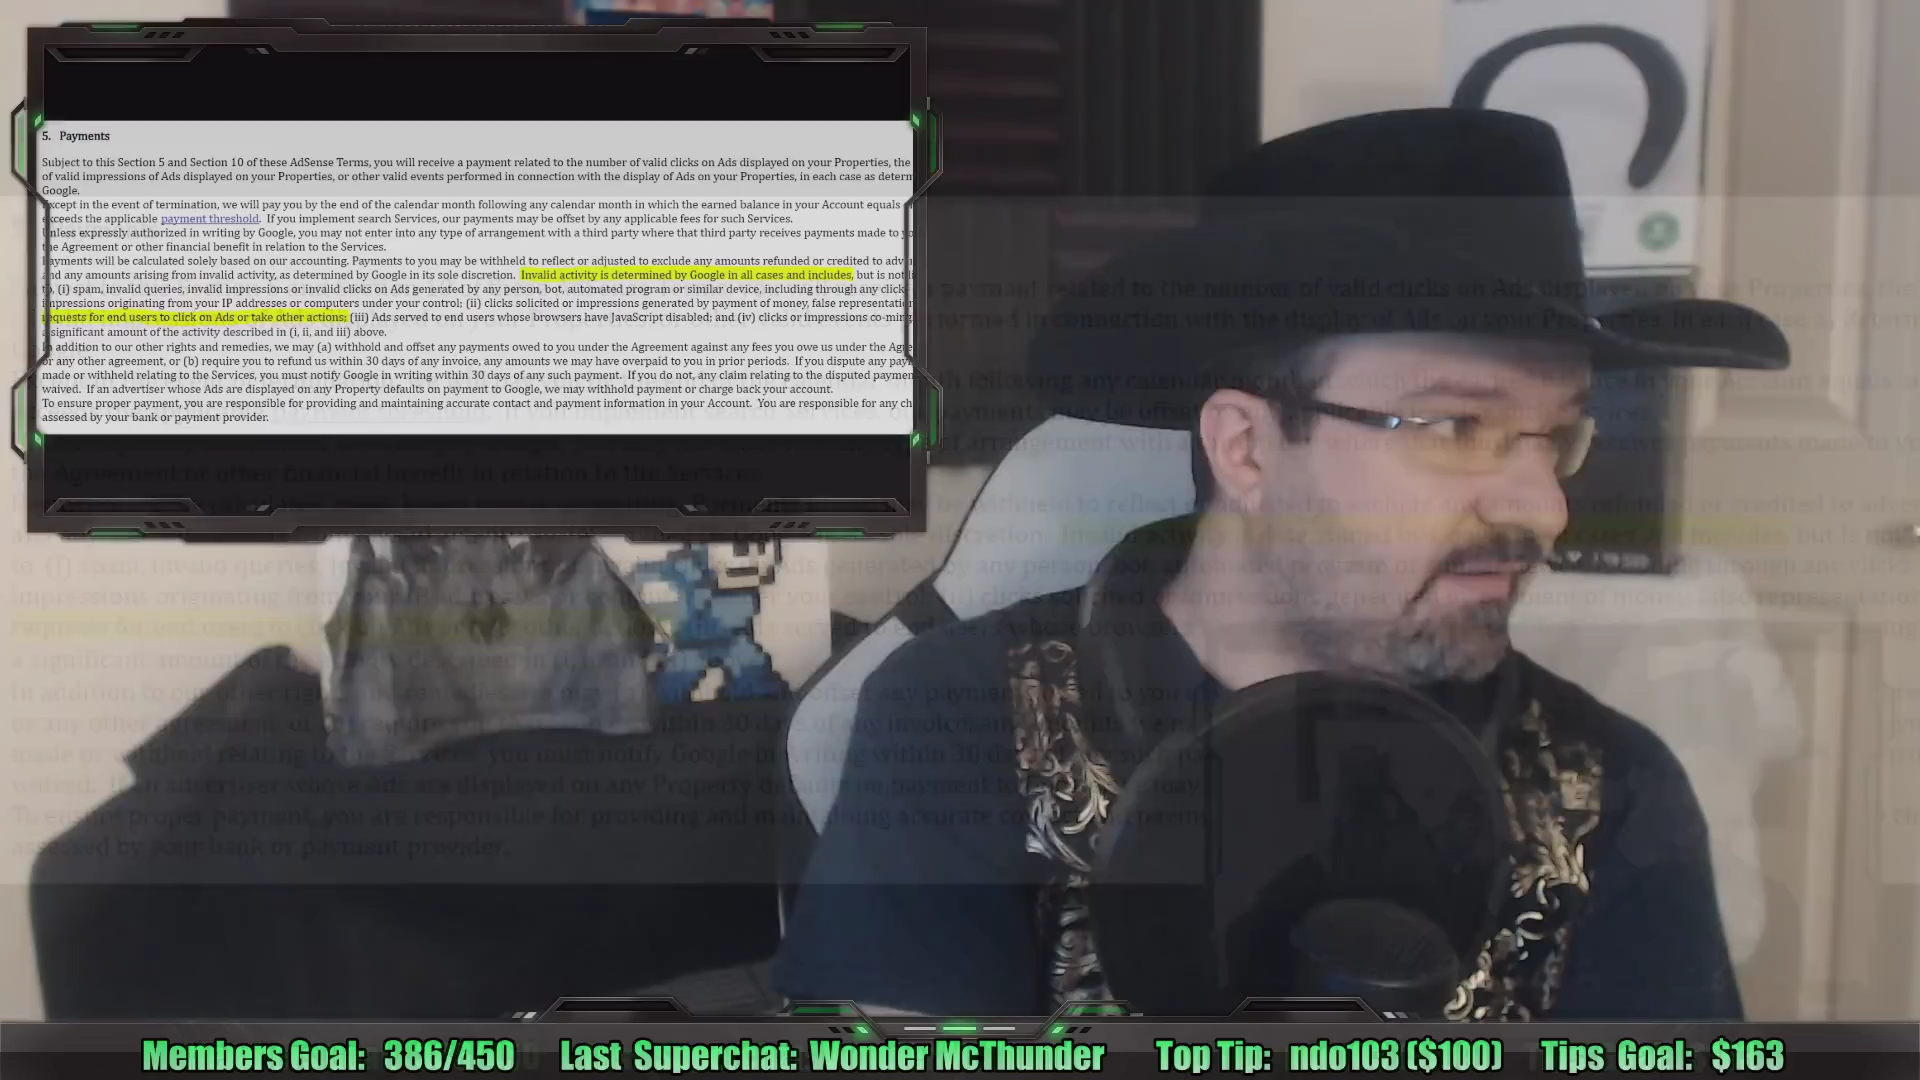 5. Payments
Subject to this Section 5 and Section 10 of these AdSense Terms, you will receive a payment related to the number of valid clicks on Ads displayed on your Properties, the
of valid impressions of Ads displayed on your Properties, or other valid events performed in connection with the display of Ads on your Properties, in each case as determ
Google.
Except in the event of termination, we will pay you by the end of the calendar month following any calendar month in which the earned balance in your Account equals
exceeds the applicable payment threshold. If you implement search Services, our payments may be offset by any applicable fees for such Services.
Unless expressly authorized in writing by Google, you may not enter into any type of arrangement with a third party where that third party receives payments made to yo
the Agreement or other financial benefit in relation to the Services.
Payments will be calculated solely based on our accounting. Payments to you may be withheld to reflect or adjusted to exclude any amounts refunded or credited to adver
and any amounts arising from invalid activity, as determined by Google in its sole discretion. Invalid activity is determined by Google in all cases and includes, but is not
to, (i) spam, invalid queries, invalid impressions or invalid clicks on Ads generated by any person, bot, automated program or similar device, including through any clicks
impressions originating from your IP addresses or computers under your control; (ii) clicks solicited or impressions generated by payment of money, false representation
requests for end users to click on Ads or take other actions; (iii) Ads served to end users whose browsers have JavaScript disabled; and (iv) clicks or impressions co-ming
a significant amount of the activity described in (i, ii, and iii) above.
In addition to our other rights and remedies, we may (a) withhold and offset any payments owed to you under the Agreement against any fees you owe us under the Agre
or any other agreement, or (b) require you to refund us within 30 days of any invoice, any amounts we may have overpaid to you in prior periods. If you dispute any pay
made or withheld relating to the Services, you must notify Google in writing within 30 days of any such payment. If you do not, any claim relating to the disputed paymen
waived. If an advertiser whose Ads are displayed on any Property defaults on payment to Google, we may withhold payment or charge back your account.
To ensure proper payment, you are responsible for providing and maintaining accurate contact and payment information in your Account. You are responsible for any ch
assessed by your bank or payment provider.
Members Goal: 386/450 Last Superchat: Wonder McThunder Top Tip: ndo103 ($100) Tips Goal: $163